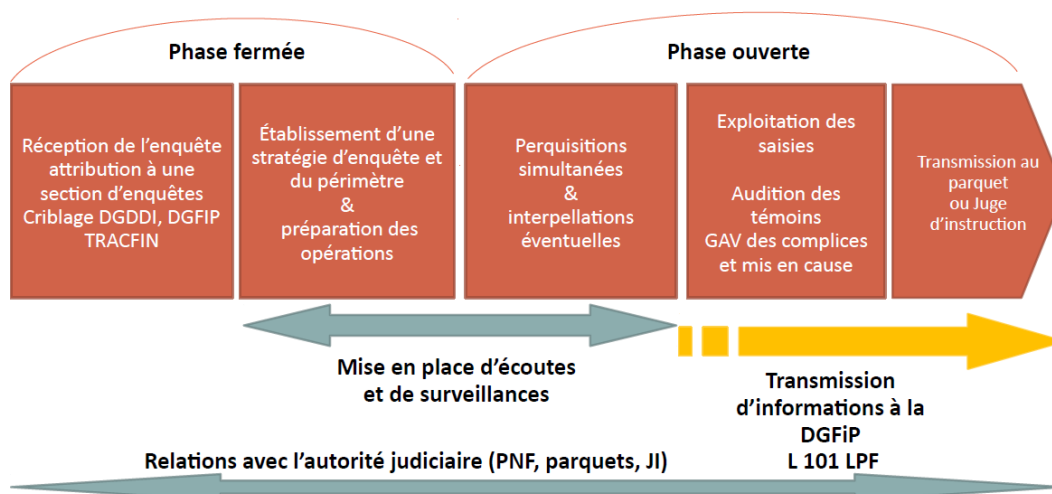 Phase fermée
Phase ouverte
Réception de l'enquête
attribution à une
section d'enquêtes
Criblage DGDDI, DGFIP
TRACFIN
Établissement d'une
stratégie d'enquête et
du périmètre
&
préparation des
opérations
Perquisitions
simultanées
&
interpellations
éventuelles
Exploitation des
saisies
Audition des
témoins
GAV des complices
et mis en cause
Transmission au
parquet
ou Juge
d'instruction
Mise en place d'écoutes
et de surveillances
Transmission
d'informations à la
DGFiP
L 101 LPF
Relations avec l'autorité judiciaire (PNF, parquets, JI)